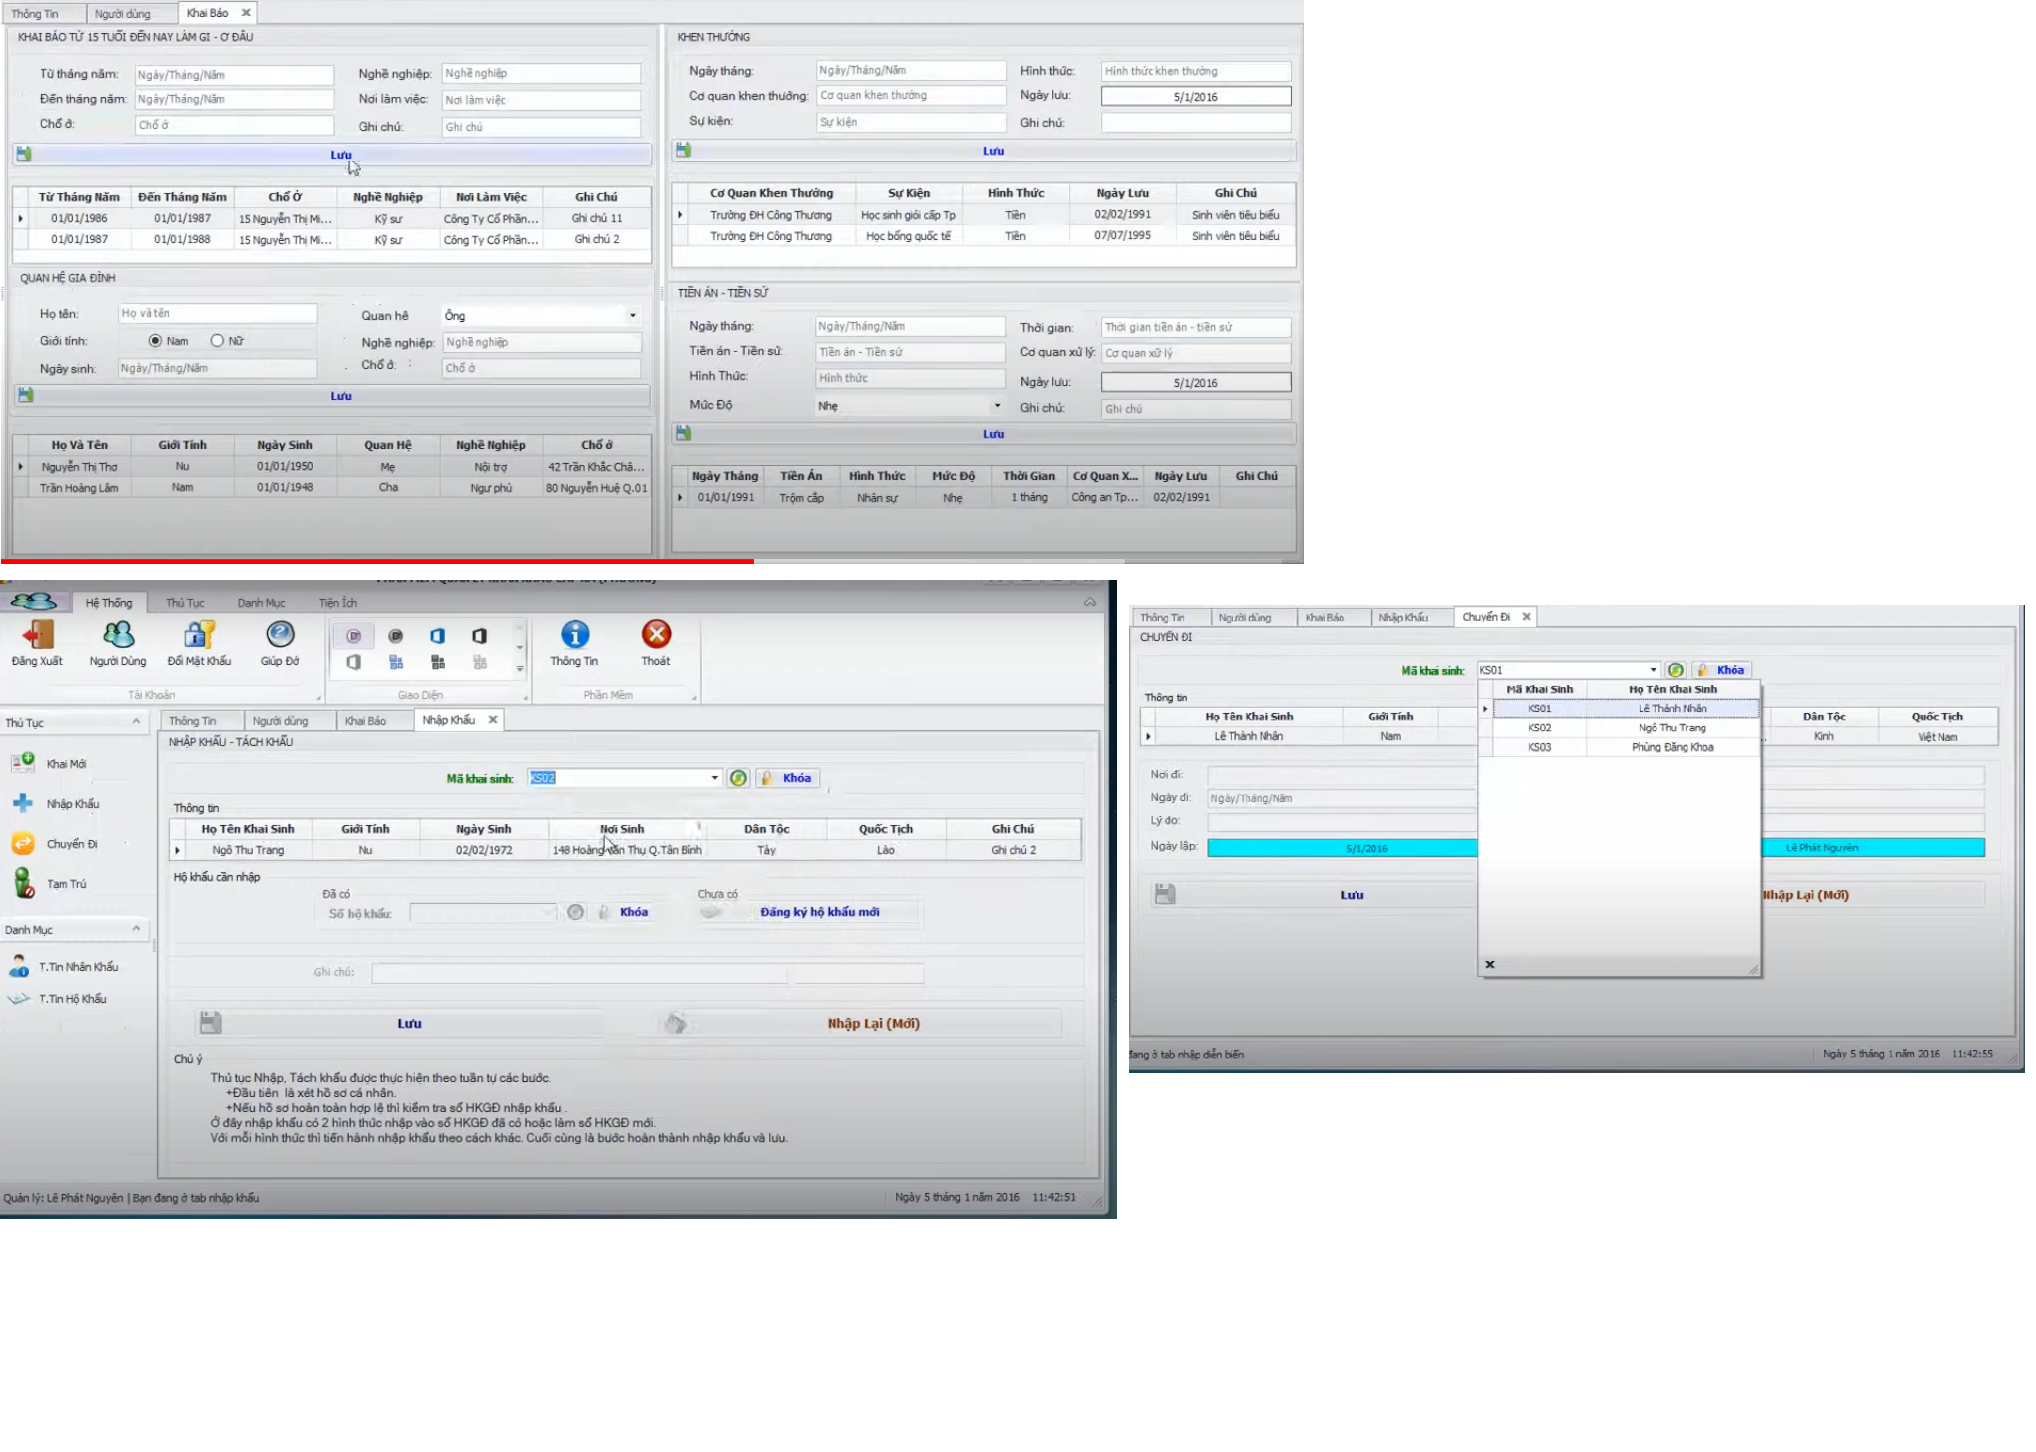 Thông Tin Người dùng Khai Báo
KHAI BÁO TỪ 15 TUỔI ĐẾN NAY LÀM GI - Ơ ĐÂU
Từ tháng năm: Ngày/Tháng/Năm Nghề nghiệp: Nghề nghiệp
Đến tháng năm: Ngày/Tháng/Năm Nơi làm việc: Nơi làm việc
Chổ ở: Chổ ở Ghi chú: Ghi chú
Lưu
Từ Tháng Năm Đến Tháng Năm Chổ Ở Nghề Nghiệp Nơi Làm Việc Ghi Chú
01/01/1986 01/01/1987 15 Nguyễn Thị Mi... Kỹ sư Công Ty Cổ Phần... Ghi chú 11
01/01/1987 01/01/1988 15 Nguyễn Thị Mi... Kỹ sư Công Ty Cổ Phần... Ghi chú 2
QUAN HỆ GIA ĐÌNH
Họ tên: Họ và tên Quan hê Ông
Giới tính: Nam Nữ Nghề nghiệp: Nghề nghiệp
Ngày sinh: Ngày/Tháng/Năm Chổ ở: Chổ ở
Lưu
Họ Và Tên Giới Tính Ngày Sinh Quan Hệ Nghề Nghiệp Chổ ở
Nguyễn Thị Thơ Nu 01/01/1950 Mẹ Nội trợ 42 Trần Khắc Châ...
Trần Hoàng Lâm Nam 01/01/1948 Cha Ngư phủ 80 Nguyễn Huệ Q.01
KHEN THƯỞNG
Ngày tháng: Ngày/Tháng/Năm Hình thức: Hình thức khen thưởng
Cơ quan khen thưởng: Cơ quan khen thưởng Ngày lưu: 5/1/2016
Sự kiện: Sự kiện Ghi chú:
Lưu
Cơ Quan Khen Thưởng Sự Kiện Hình Thức Ngày Lưu Ghi Chú
Trường ĐH Công Thương Học sinh giỏi cấp Tp Tiền 02/02/1991 Sinh viên tiêu biểu
Trường ĐH Công Thương Học bổng quốc tế Tiền 07/07/1995 Sinh viên tiêu biểu
TIỀN ÁN - TIỀN SỨ
Ngày tháng: Ngày/Tháng/Năm Thời gian: Thời gian tiền án - tiền sứ
Tiền án - Tiền sử: Tiền án - Tiền sứ Cơ quan xử lý: Cơ quan xữ lý
Hình Thức: Hình thức Ngày lưu: 5/1/2016
Mức Độ Nhẹ Ghi chú: Ghi chú
Lưu
Ngày Tháng Tiền Án Hình Thức Mức Độ Thời Gian Cơ Quan X... Ngày Lưu Ghi Chú
01/01/1991 Trộm cắp Nhân sự Nhẹ 1 tháng Công an Tp... 02/02/1991
Hệ Thống Thủ Tục Danh Mục Tiện Ích
Đăng Xuất Người Dùng Đổi Mật Khẩu Giúp Đở Thông Tin Thoát
Tài Khoản Giao Diện Phần Mềm
Thủ Tục
Khai Mới
Nhập Khẩu
Chuyển Đi
Tạm Trú
Danh Mục
T.Tin Nhân Khẩu
T.Tin Hộ Khẩu
Thông Tin Người dùng Khai Báo Nhập Khẩu
NHẬP KHẨU - TÁCH KHẨU
Mã khai sinh: KS02 Khóa
Thông tin
Họ Tên Khai Sinh Giới Tính Ngày Sinh Nơi Sinh Dân Tộc Quốc Tịch Ghi Chú
Ngô Thu Trang Nu 02/02/1972 148 Hoàng Văn Thụ Q.Tân Bình Tày Lào Ghi chú 2
Hộ khẩu cần nhập
Đã có Chưa có
Số hộ khẩu: Khóa Đăng ký hộ khẩu mới
Ghi chú:
Lưu Nhập Lại (Mới)
Chú ý
Thủ tục Nhập, Tách khẩu được thực hiện theo tuần tự các bước.
+Đầu tiên là xét hồ sơ cá nhân.
+Nếu hồ sơ hoàn toàn hợp lệ thì kiểm tra số HKGĐ nhập khẩu .
Ở đây nhập khẩu có 2 hình thức nhập vào sổ HKGĐ đã có hoặc làm sổ HKGĐ mới.
Với mỗi hình thức thì tiến hành nhập khẩu theo cách khác. Cuối cùng là bước hoàn thành nhập khẩu và lưu.
Quản lý: Lê Phát Nguyên | Bạn đang ở tab nhập khẩu Ngày 5 tháng 1 năm 2016 11:42:51
Thông Tin Người dùng Khai Báo Nhập Khẩu Chuyển Đi
CHUYỂN ĐI
Mã khai sinh: KS01 Khóa
Thông tin
Họ Tên Khai Sinh Giới Tính Dân Tộc Quốc Tịch
Lê Thành Nhân Nam Kinh Việt Nam
Mã Khai Sinh Họ Tên Khai Sinh
KS01 Lê Thành Nhân
KS02 Ngô Thu Trang
KS03 Phùng Đăng Khoa
Nơi đi:
Ngày đi: Ngày/Tháng/Năm
Lý do:
Ngày lập: 5/1/2016 Lê Phát Nguyên
Lưu Nhập Lại (Mới)
đang ở tab nhập diễn biến Ngày 5 tháng 1 năm 2016 11:42:55